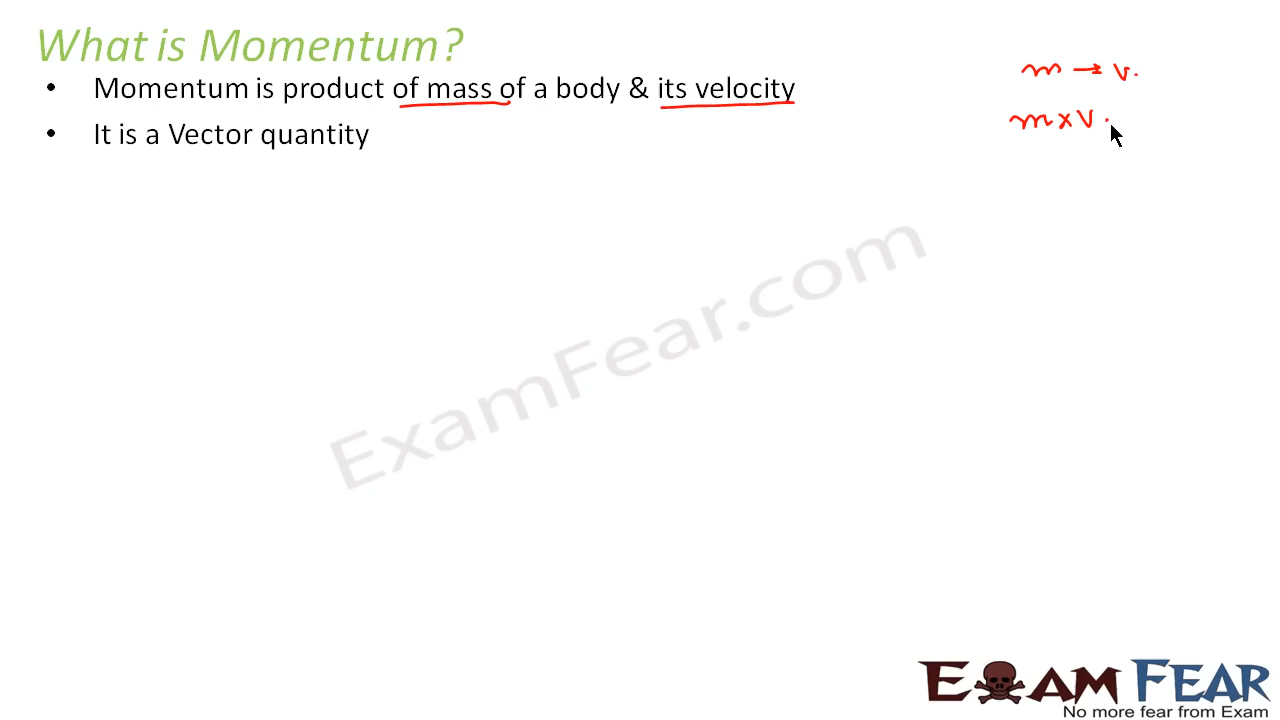 What is Momentum?
m → v.
• Momentum is product of mass of a body & its velocity
m x v.
• It is a Vector quantity
ExamFear.com
EXAM FEAR
No more fear from Exam